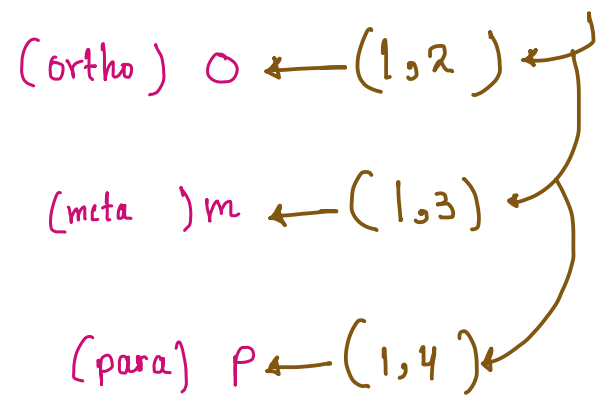 (ortho) O ← (1,2)
(meta) m ← (1,3)
(para) p ← (1,4)